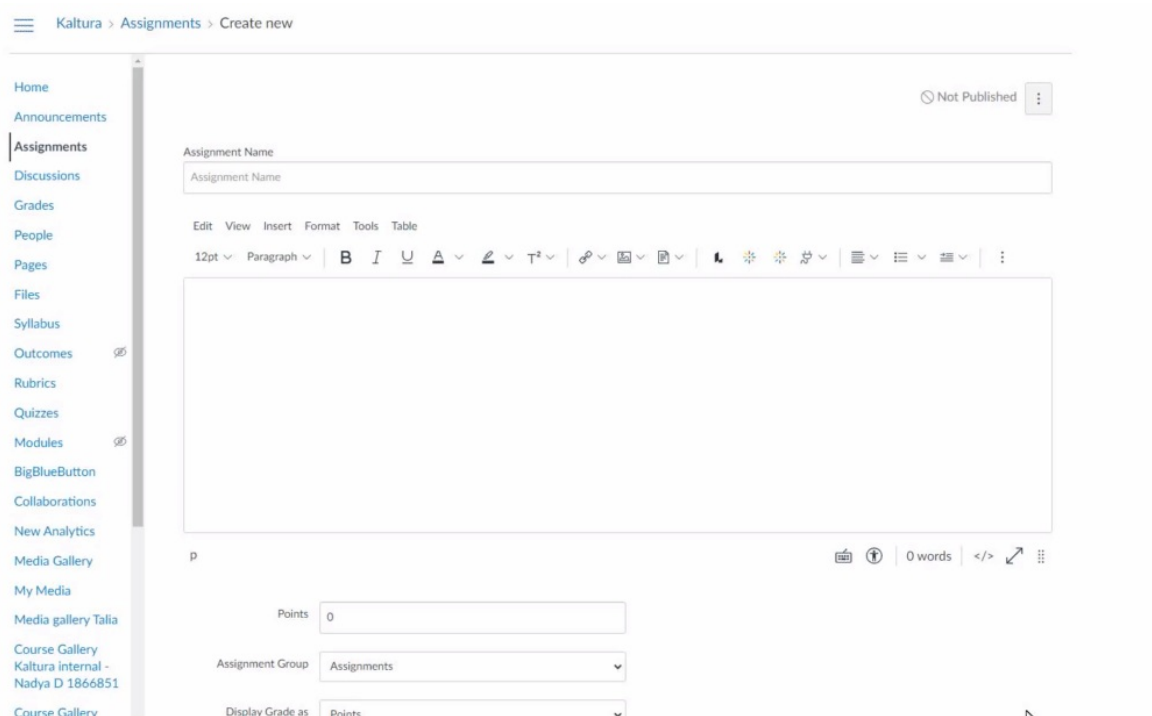 Kaltura > Assignments > Create new
Home
Announcements
Assignments
Discussions
Grades
People
Pages
Files
Syllabus
Outcomes
Rubrics
Quizzes
Modules
BigBlueButton
Collaborations
New Analytics
Media Gallery
My Media
Media gallery Talia
Course Gallery
Kaltura internal -
Nadya D 1866851
Course Gallery
Not Published
Assignment Name
Assignment Name
Edit View Insert Format Tools Table
12pt Paragraph B I U A T²
p 0 words </>
Points 0
Assignment Group Assignments
Display Grade as Points